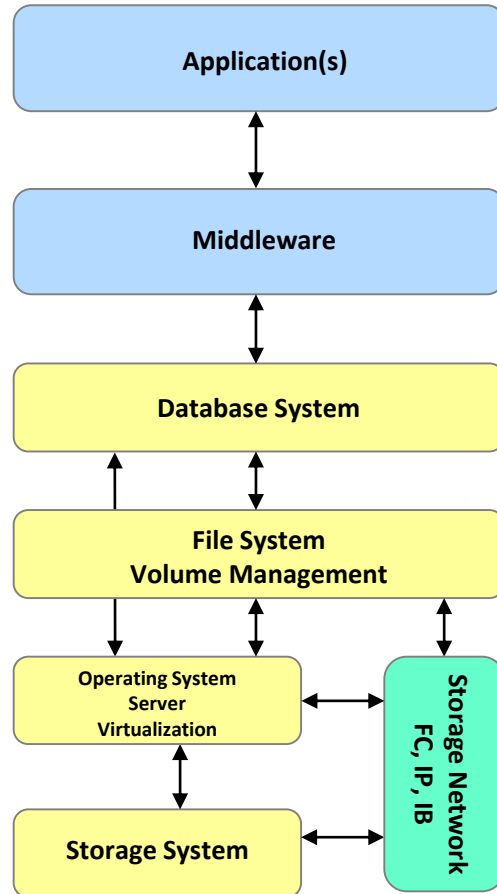 Application(s)
Middleware
Database System
File System
Volume Management
Operating System
Server
Virtualization
Storage Network
FC, IP, IB
Storage System